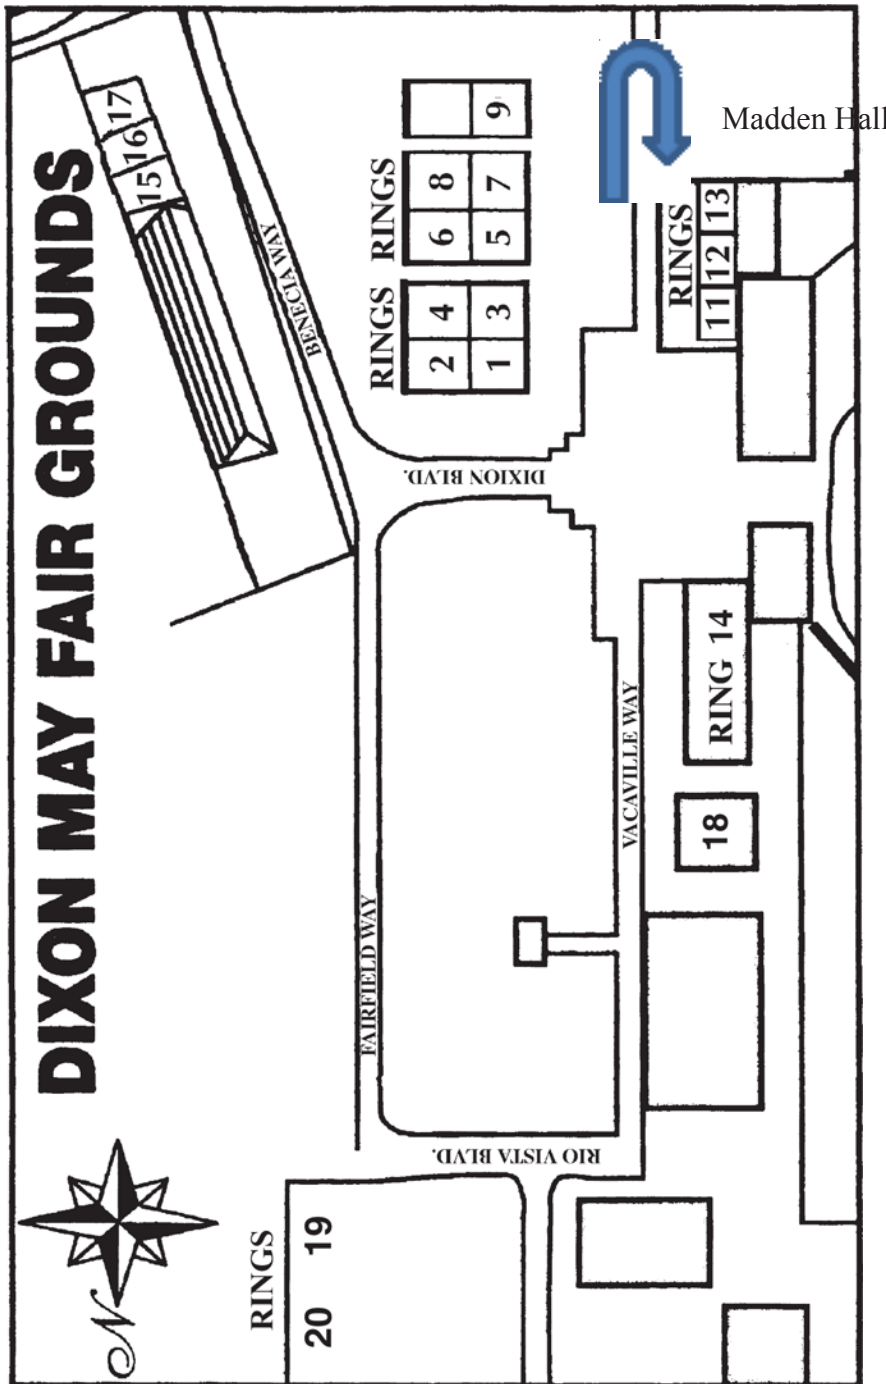 DIXON MAY FAIR GROUNDS
Madden Hall
17
16
15
BENECIA WAY
RINGS
9
8
7
6
5
RINGS
4
3
2
1
RINGS
13
12
11
DIXION BLVD.
RING 14
VACAVILLE WAY
18
FAIRFIELD WAY
RIO VISTA BLVD.
RINGS
20 19
N